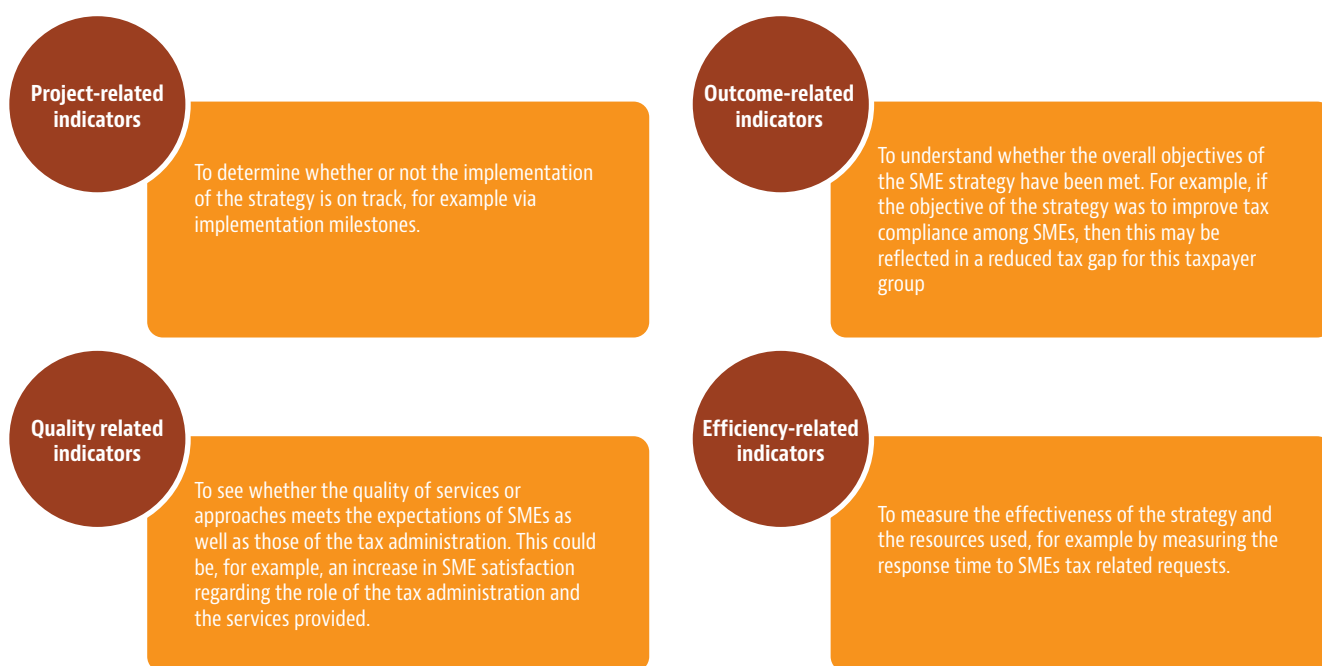 Project-related
indicators
To determine whether or not the implementation
of the strategy is on track, for example via
implementation milestones.
Outcome-related
indicators
To understand whether the overall objectives of
the SME strategy have been met. For example, if
the objective of the strategy was to improve tax
compliance among SMEs, then this may be
reflected in a reduced tax gap for this taxpayer
group
Quality related
indicators
To see whether the quality of services or
approaches meets the expectations of SMEs as
well as those of the tax administration. This could
be, for example, an increase in SME satisfaction
regarding the role of the tax administration and
the services provided.
Efficiency-related
indicators
To measure the effectiveness of the strategy and
the resources used, for example by measuring the
response time to SMEs tax related requests.